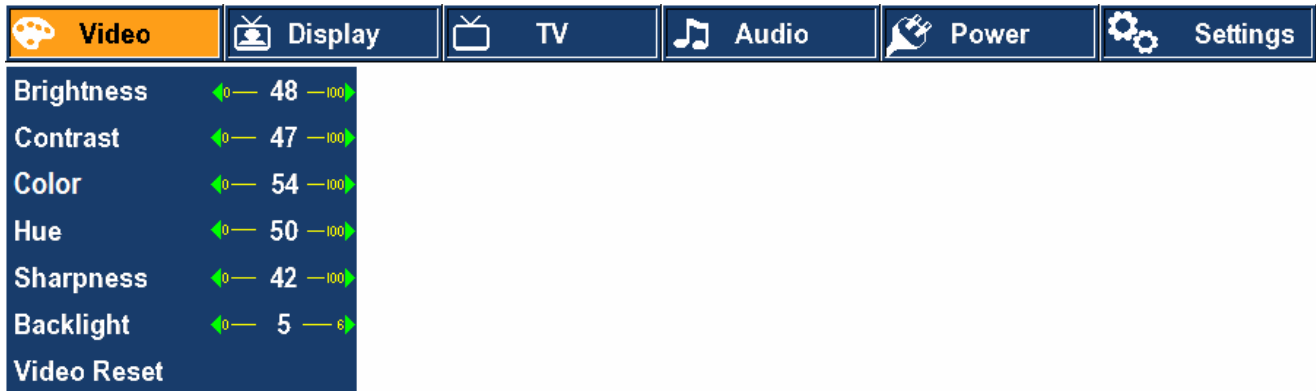 Video Display TV Audio Power Settings
Brightness 0 48 100
Contrast 0 47 100
Color 0 54 100
Hue 0 50 100
Sharpness 0 42 100
Backlight 0 5 6
Video Reset